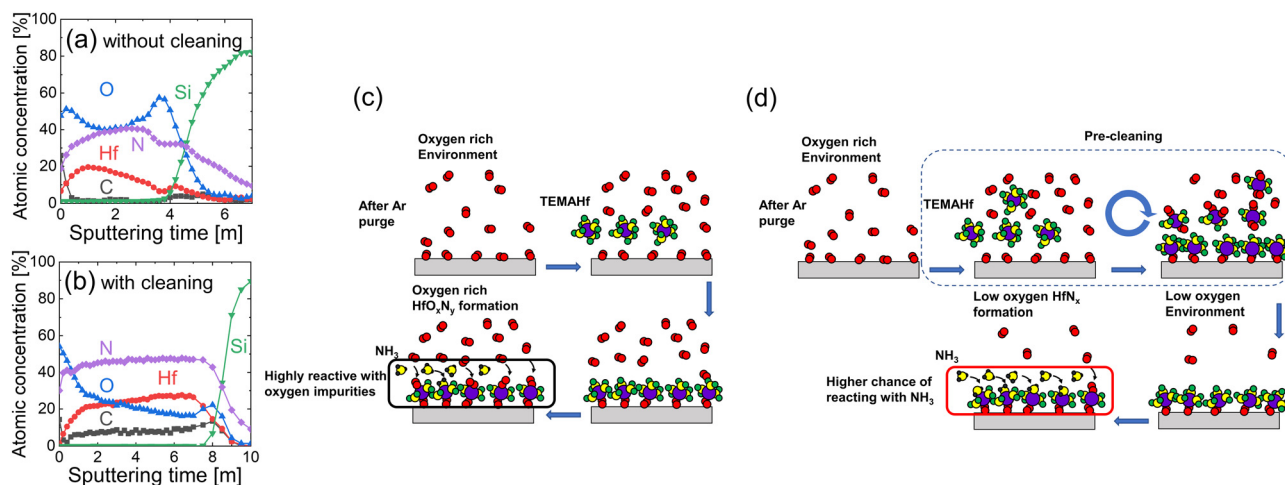 (a) without cleaning
Atomic concentration [%]
100
80
60
40
20
0
O
N
Hf
C
Si
0 2 4 6
Sputtering time [m]
(b) with cleaning
Atomic concentration [%]
100
80
60
40
20
0
N
O
Hf
C
Si
0 2 4 6 8 10
Sputtering time [m]
(c)
Oxygen rich
Environment
After Ar
purge
TEMAHf
Oxygen rich
HfOxNy formation
NH3
Highly reactive with
oxygen impurities
(d)
Oxygen rich
Environment
After Ar
purge
Pre-cleaning
TEMAHf
Low oxygen HfNx
formation
Low oxygen
Environment
NH3
Higher chance of
reacting with NH3